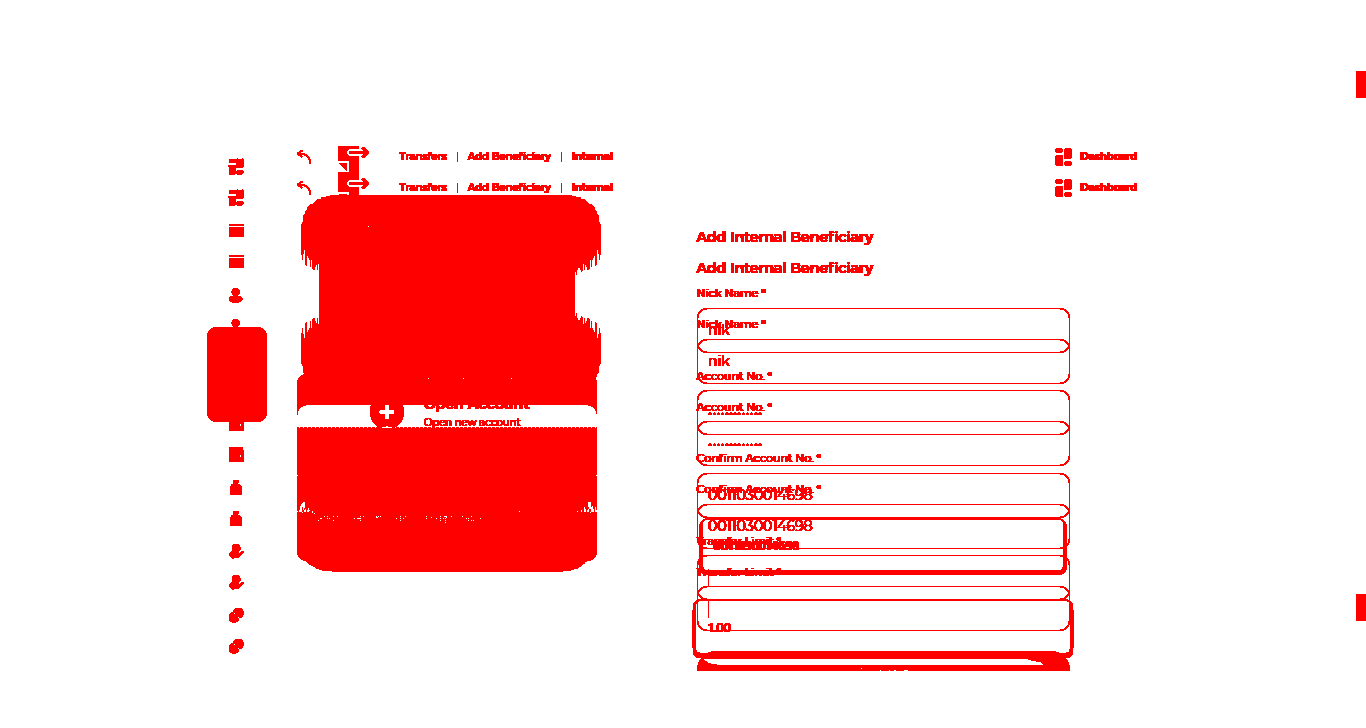 Transfers | Add Beneficiary | Internal
Dashboard
Transfers | Add Beneficiary | Internal
Dashboard
Add Internal Beneficiary
Add Internal Beneficiary
Nick Name *
Nick Name *
nik
nik
Account No. *
Open Account
Account No. *
Open new account
Confirm Account No. *
Confirm Account No. *
0011030014698
0011030014698
Transfer Limit *
Transfer Limit *
1.00